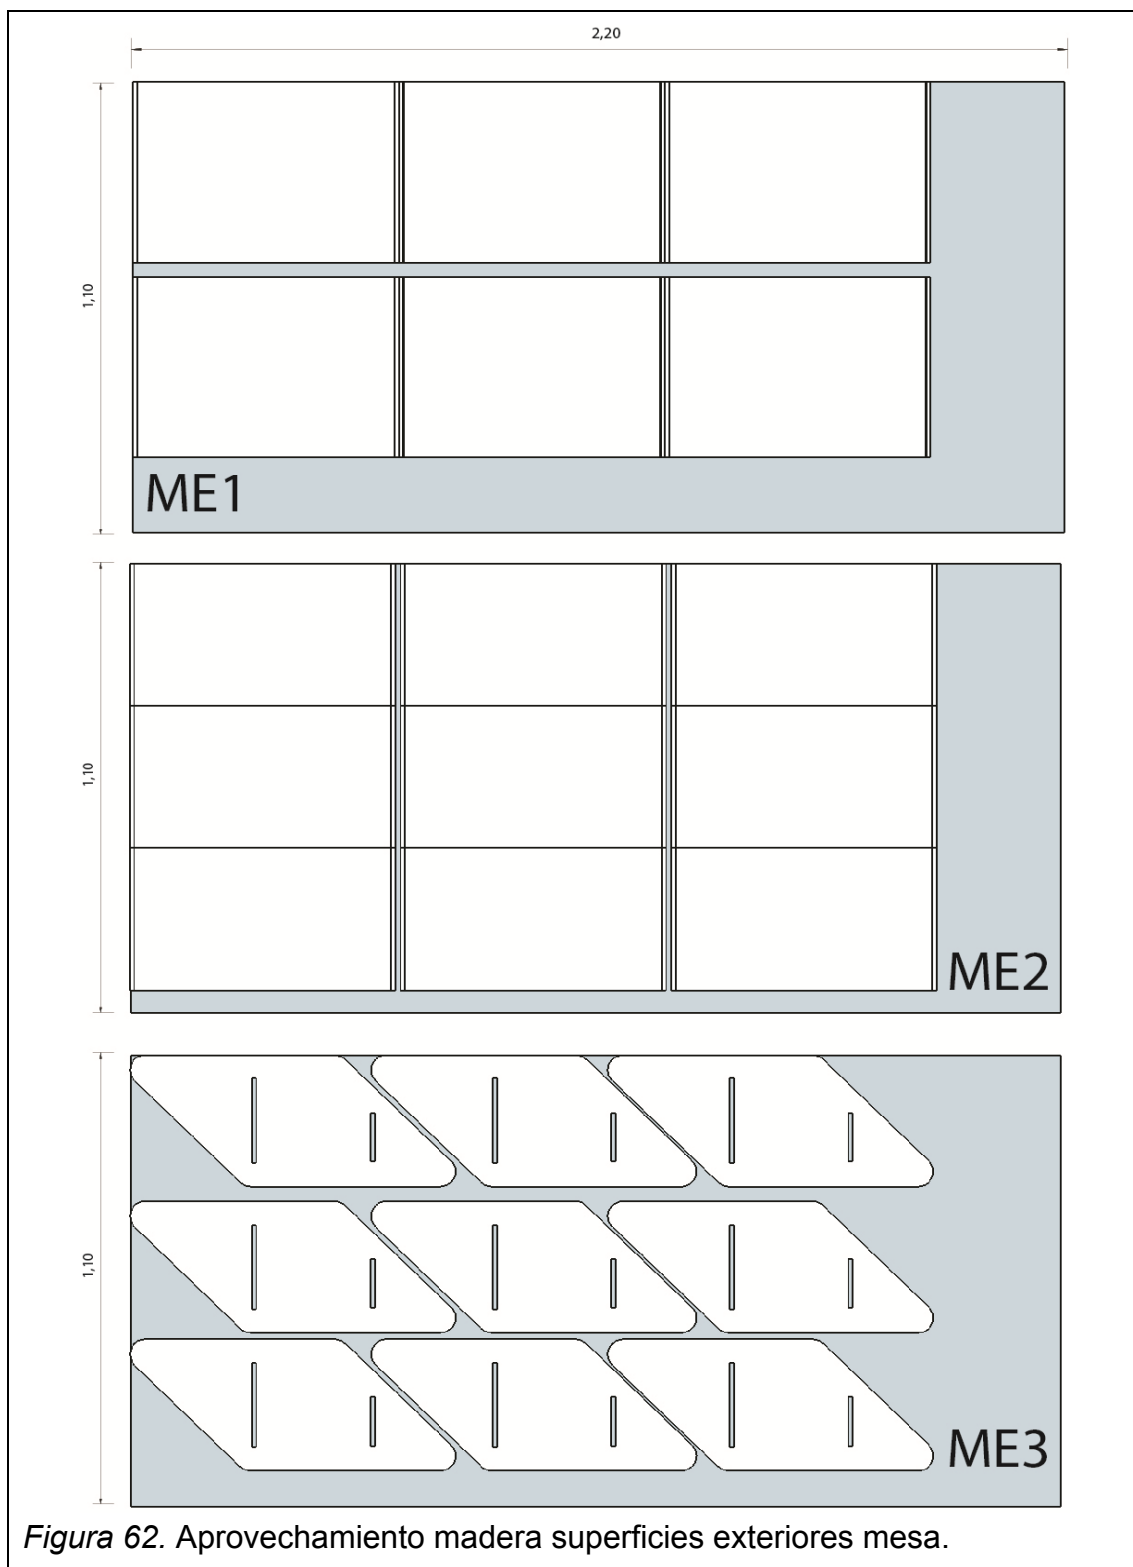 2,20
1,10
ME1
1,10
ME2
1,10
ME3
Figura 62. Aprovechamiento madera superficies exteriores mesa.